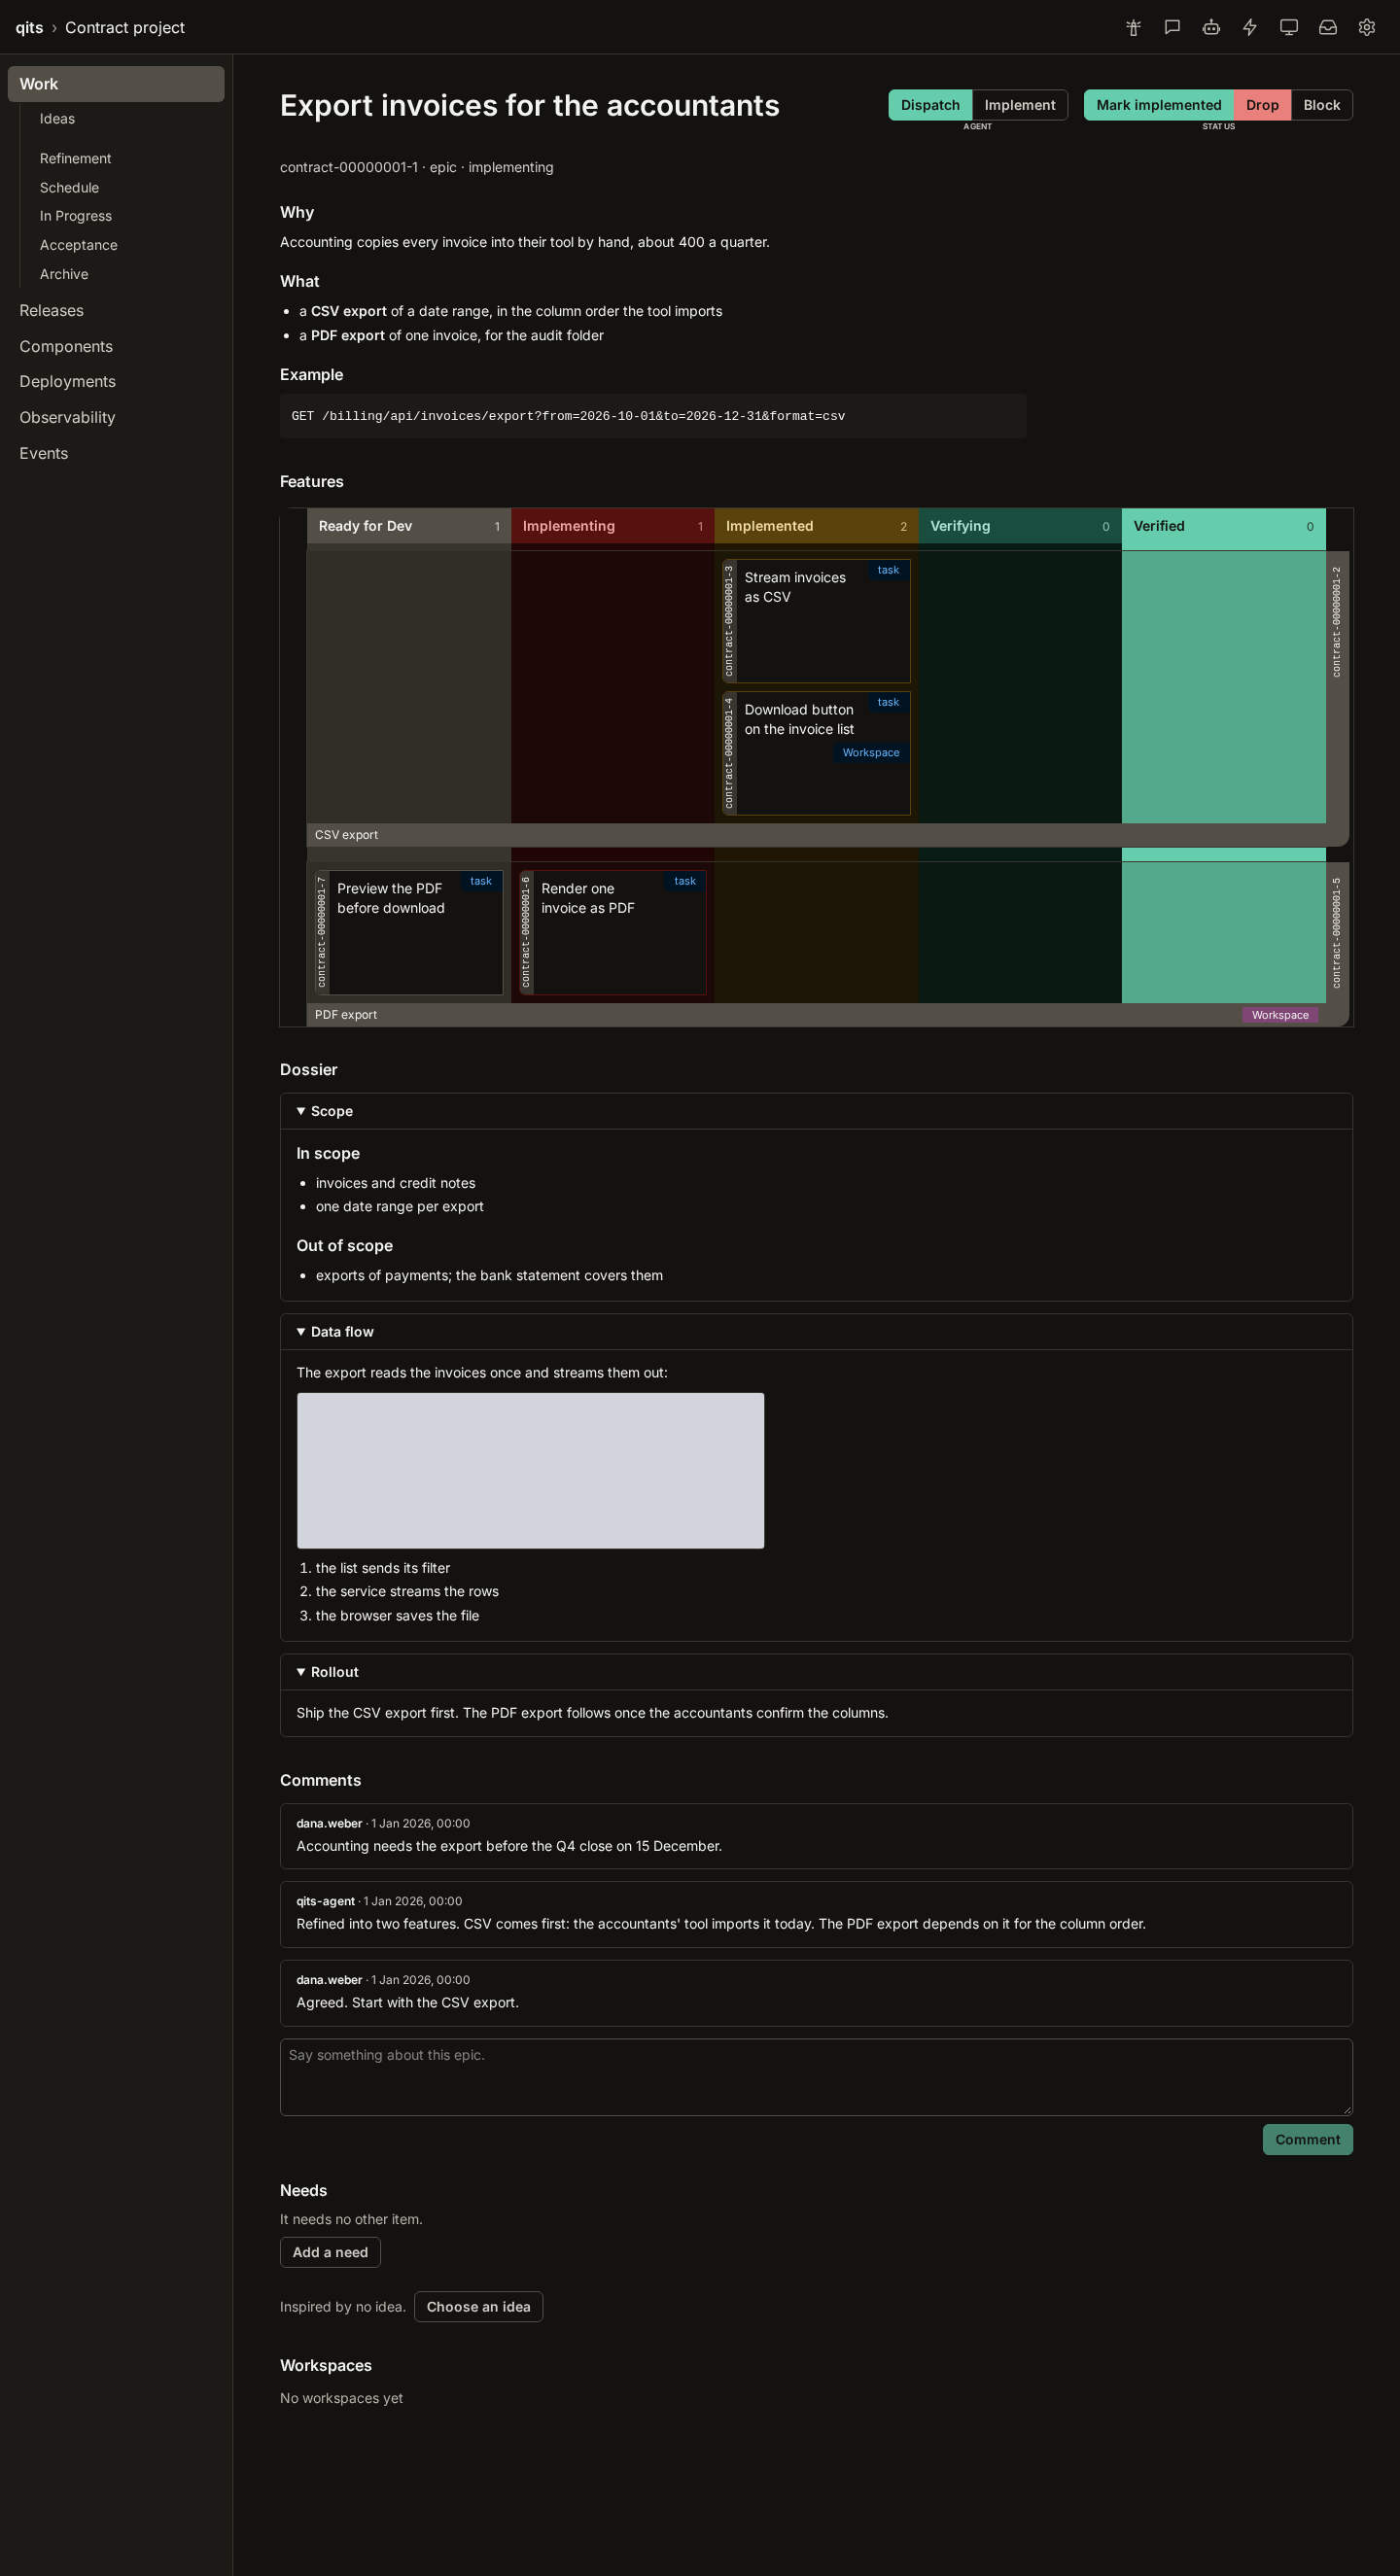 qits › Contract project
Work
Ideas
Refinement
Schedule
In Progress
Acceptance
Archive
Releases
Components
Deployments
Observability
Events
Export invoices for the accountants
Dispatch Implement
AGENT
Mark implemented Drop Block
STATUS
contract-00000001-1 · epic · implementing
Why
Accounting copies every invoice into their tool by hand, about 400 a quarter.
What
• a CSV export of a date range, in the column order the tool imports
• a PDF export of one invoice, for the audit folder
Example
GET /billing/api/invoices/export?from=2026-10-01&to=2026-12-31&format=csv
Features
Ready for Dev 1 Implementing 1 Implemented 2 Verifying 0 Verified 0
contract-00000001-3
Stream invoices
as CSV
task
contract-00000001-4
Download button
on the invoice list
task
Workspace
contract-00000001-2
CSV export
contract-00000001-7
Preview the PDF
before download
task
contract-00000001-6
Render one
invoice as PDF
task
contract-00000001-5
PDF export Workspace
Dossier
▼ Scope
In scope
• invoices and credit notes
• one date range per export
Out of scope
• exports of payments; the bank statement covers them
▼ Data flow
The export reads the invoices once and streams them out:
1. the list sends its filter
2. the service streams the rows
3. the browser saves the file
▼ Rollout
Ship the CSV export first. The PDF export follows once the accountants confirm the columns.
Comments
dana.weber · 1 Jan 2026, 00:00
Accounting needs the export before the Q4 close on 15 December.
qits-agent · 1 Jan 2026, 00:00
Refined into two features. CSV comes first: the accountants' tool imports it today. The PDF export depends on it for the column order.
dana.weber · 1 Jan 2026, 00:00
Agreed. Start with the CSV export.
Say something about this epic.
Comment
Needs
It needs no other item.
Add a need
Inspired by no idea. Choose an idea
Workspaces
No workspaces yet